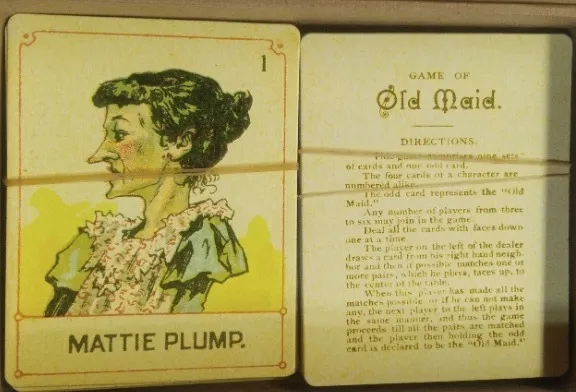 1
MATTIE PLUMP.
GAME OF
Old Maid.
DIRECTIONS.
This game comprises nine sets
of cards and one odd card.
The four cards of a character are
numbered alike.
The odd card represents the "Old
Maid."
Any number of players from three
to six may join in the game.
Deal all the cards with faces down
one at a time.
The player on the left of the dealer
draws a card from his right hand neigh-
bor and then if possible matches one or
more pairs, which he plays, faces up, to
the center of the table.
When this player has made all the
matches possible or if he can not make
any, the next player to the left plays in
the same manner, and thus the game
proceeds till all the pairs are matched
and the player then holding the odd
card is declared to be the "Old Maid."